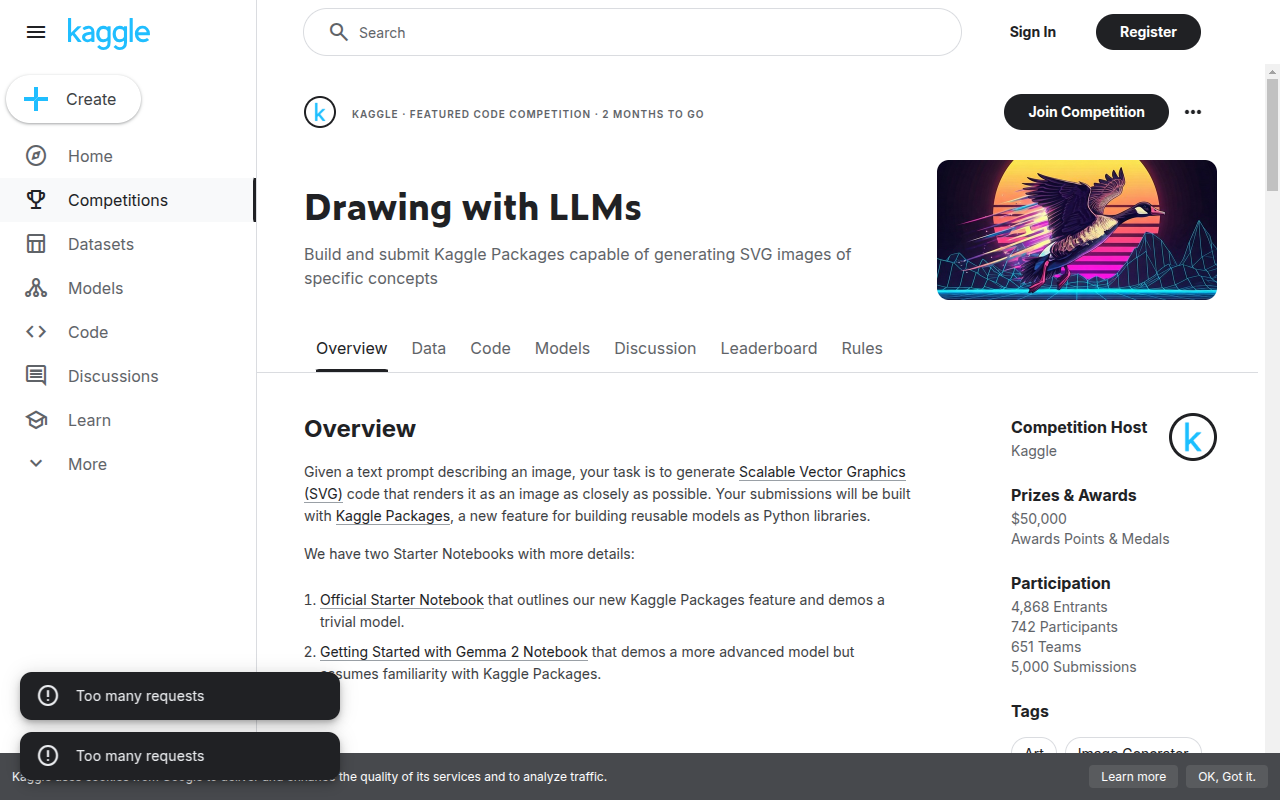 kaggle
Search
Sign In
Register
Create
Home
Competitions
Datasets
Models
Code
Discussions
Learn
More
KAGGLE · FEATURED CODE COMPETITION · 2 MONTHS TO GO
Join Competition
Drawing with LLMs
Build and submit Kaggle Packages capable of generating SVG images of
specific concepts
Overview
Data
Code
Models
Discussion
Leaderboard
Rules
Overview
Given a text prompt describing an image, your task is to generate Scalable Vector Graphics
(SVG) code that renders it as an image as closely as possible. Your submissions will be built
with Kaggle Packages, a new feature for building reusable models as Python libraries.
We have two Starter Notebooks with more details:
1. Official Starter Notebook that outlines our new Kaggle Packages feature and demos a
trivial model.
2. Getting Started with Gemma 2 Notebook that demos a more advanced model but
assumes familiarity with Kaggle Packages.
Competition Host
Kaggle
Prizes & Awards
$50,000
Awards Points & Medals
Participation
4,868 Entrants
742 Participants
651 Teams
5,000 Submissions
Tags
Art
Image Generator
Too many requests
Too many requests
Kaggle uses cookies from Google to deliver and enhance the quality of its services and to analyze traffic.
Learn more
OK, Got it.